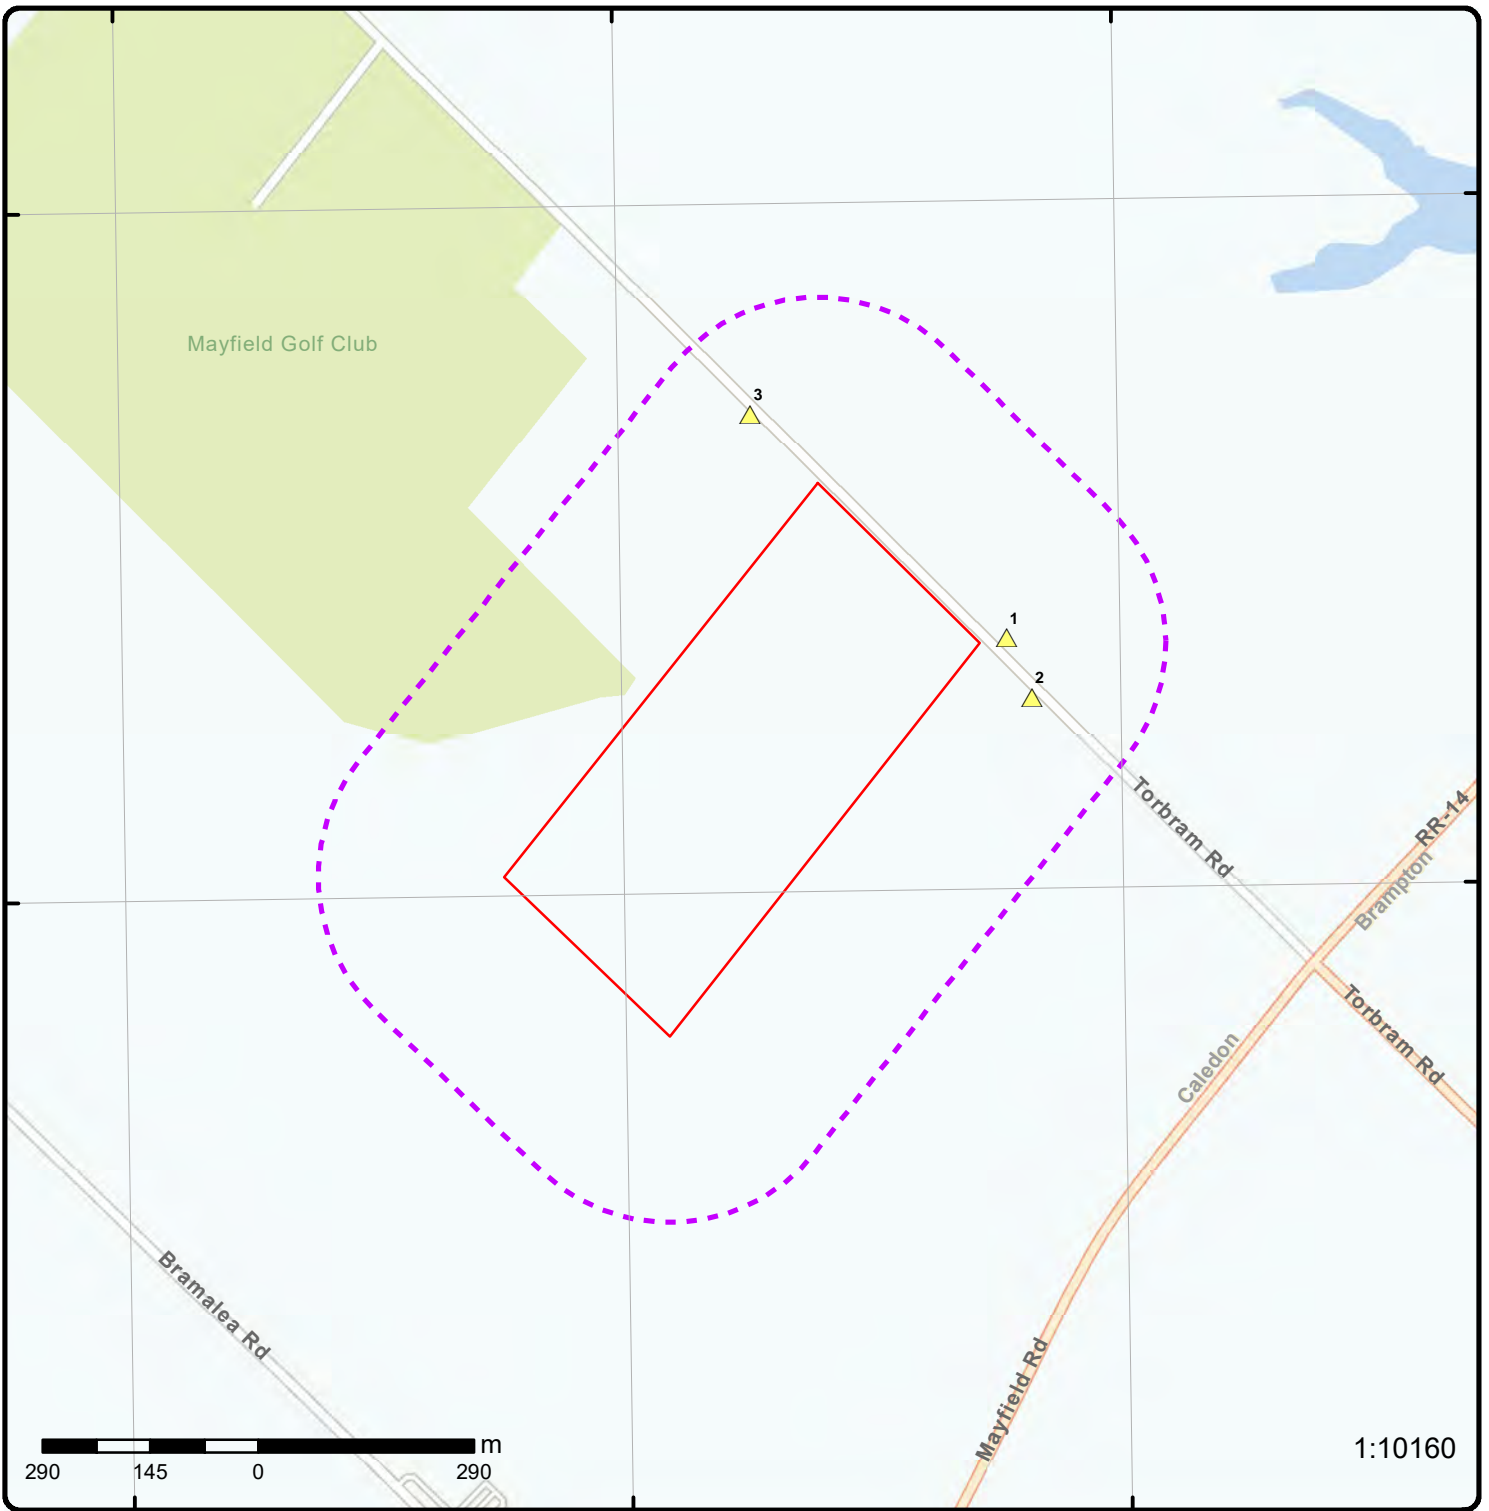 Mayfield Golf Club
3
1
2
Torbram Rd
RR-14
Brampton
Torbram Rd
Caledon
Bramalea Rd
Mayfield Rd
m
290 145 0 290
1:10160